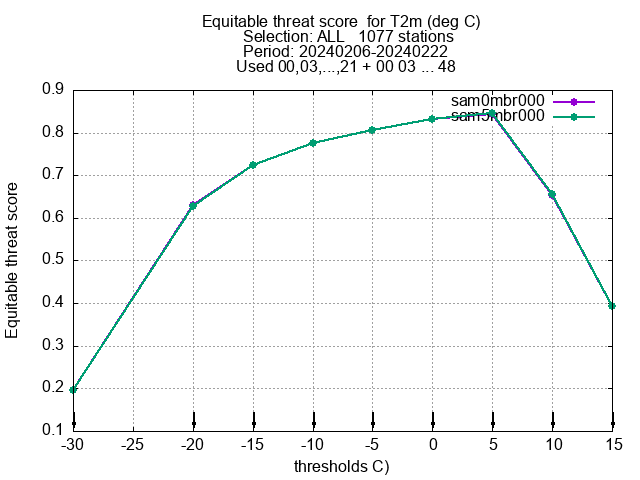 Equitable threat score  for T2m (deg C)
Selection: ALL   1077 stations
Period: 20240206-20240222
Used 00,03,...,21 + 00 03 ... 48
sam0mbr000
sam5mbr000
Equitable threat score
0.9
0.8
0.7
0.6
0.5
0.4
0.3
0.2
0.1
-30 -25 -20 -15 -10 -5 0 5 10 15
thresholds C)